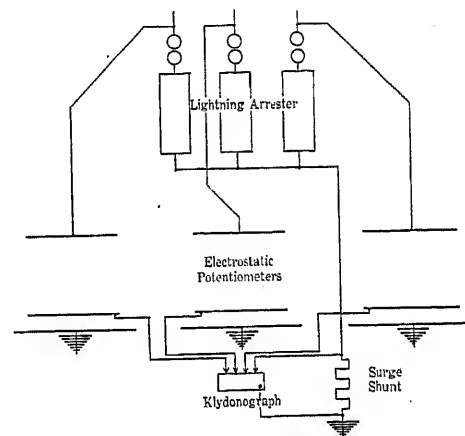 Lightning Arrester
Electrostatic
Potentiometers
Klydonograph
Surge
Shunt